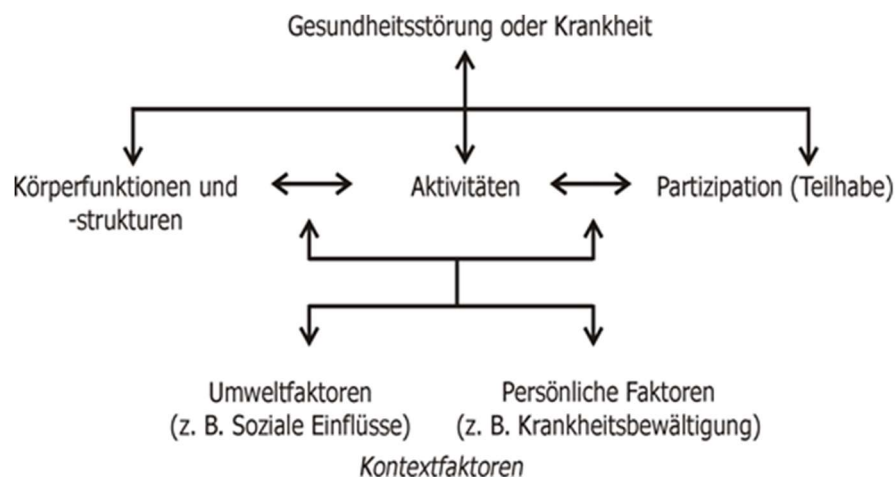 Gesundheitsstörung oder Krankheit
Körperfunktionen und
-strukturen
Aktivitäten
Partizipation (Teilhabe)
Umweltfaktoren
(z. B. Soziale Einflüsse)
Persönliche Faktoren
(z. B. Krankheitsbewältigung)
Kontextfaktoren